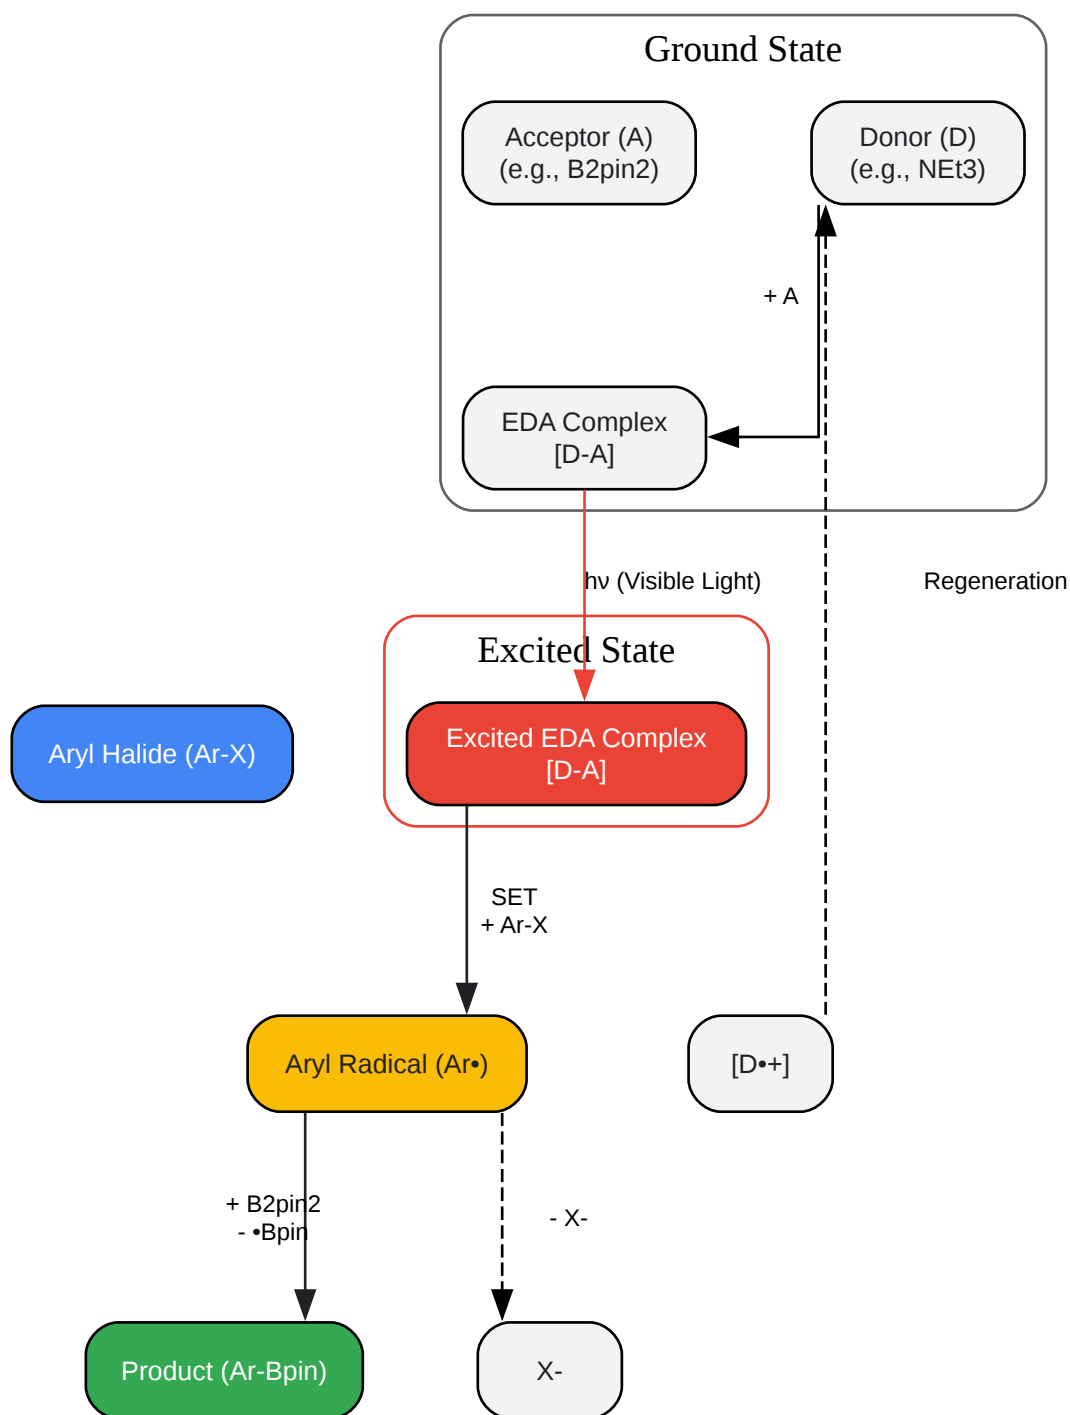 Ground State
Acceptor (A)
(e.g., B2pin2)
Donor (D)
(e.g., NEt3)
+ A
EDA Complex
[D-A]
hν (Visible Light)
Regeneration
Excited State
Excited EDA Complex
[D-A]
Aryl Halide (Ar-X)
SET
+ Ar-X
Aryl Radical (Ar•)
[D•+]
+ B2pin2
- •Bpin
- X-
Product (Ar-Bpin)
X-